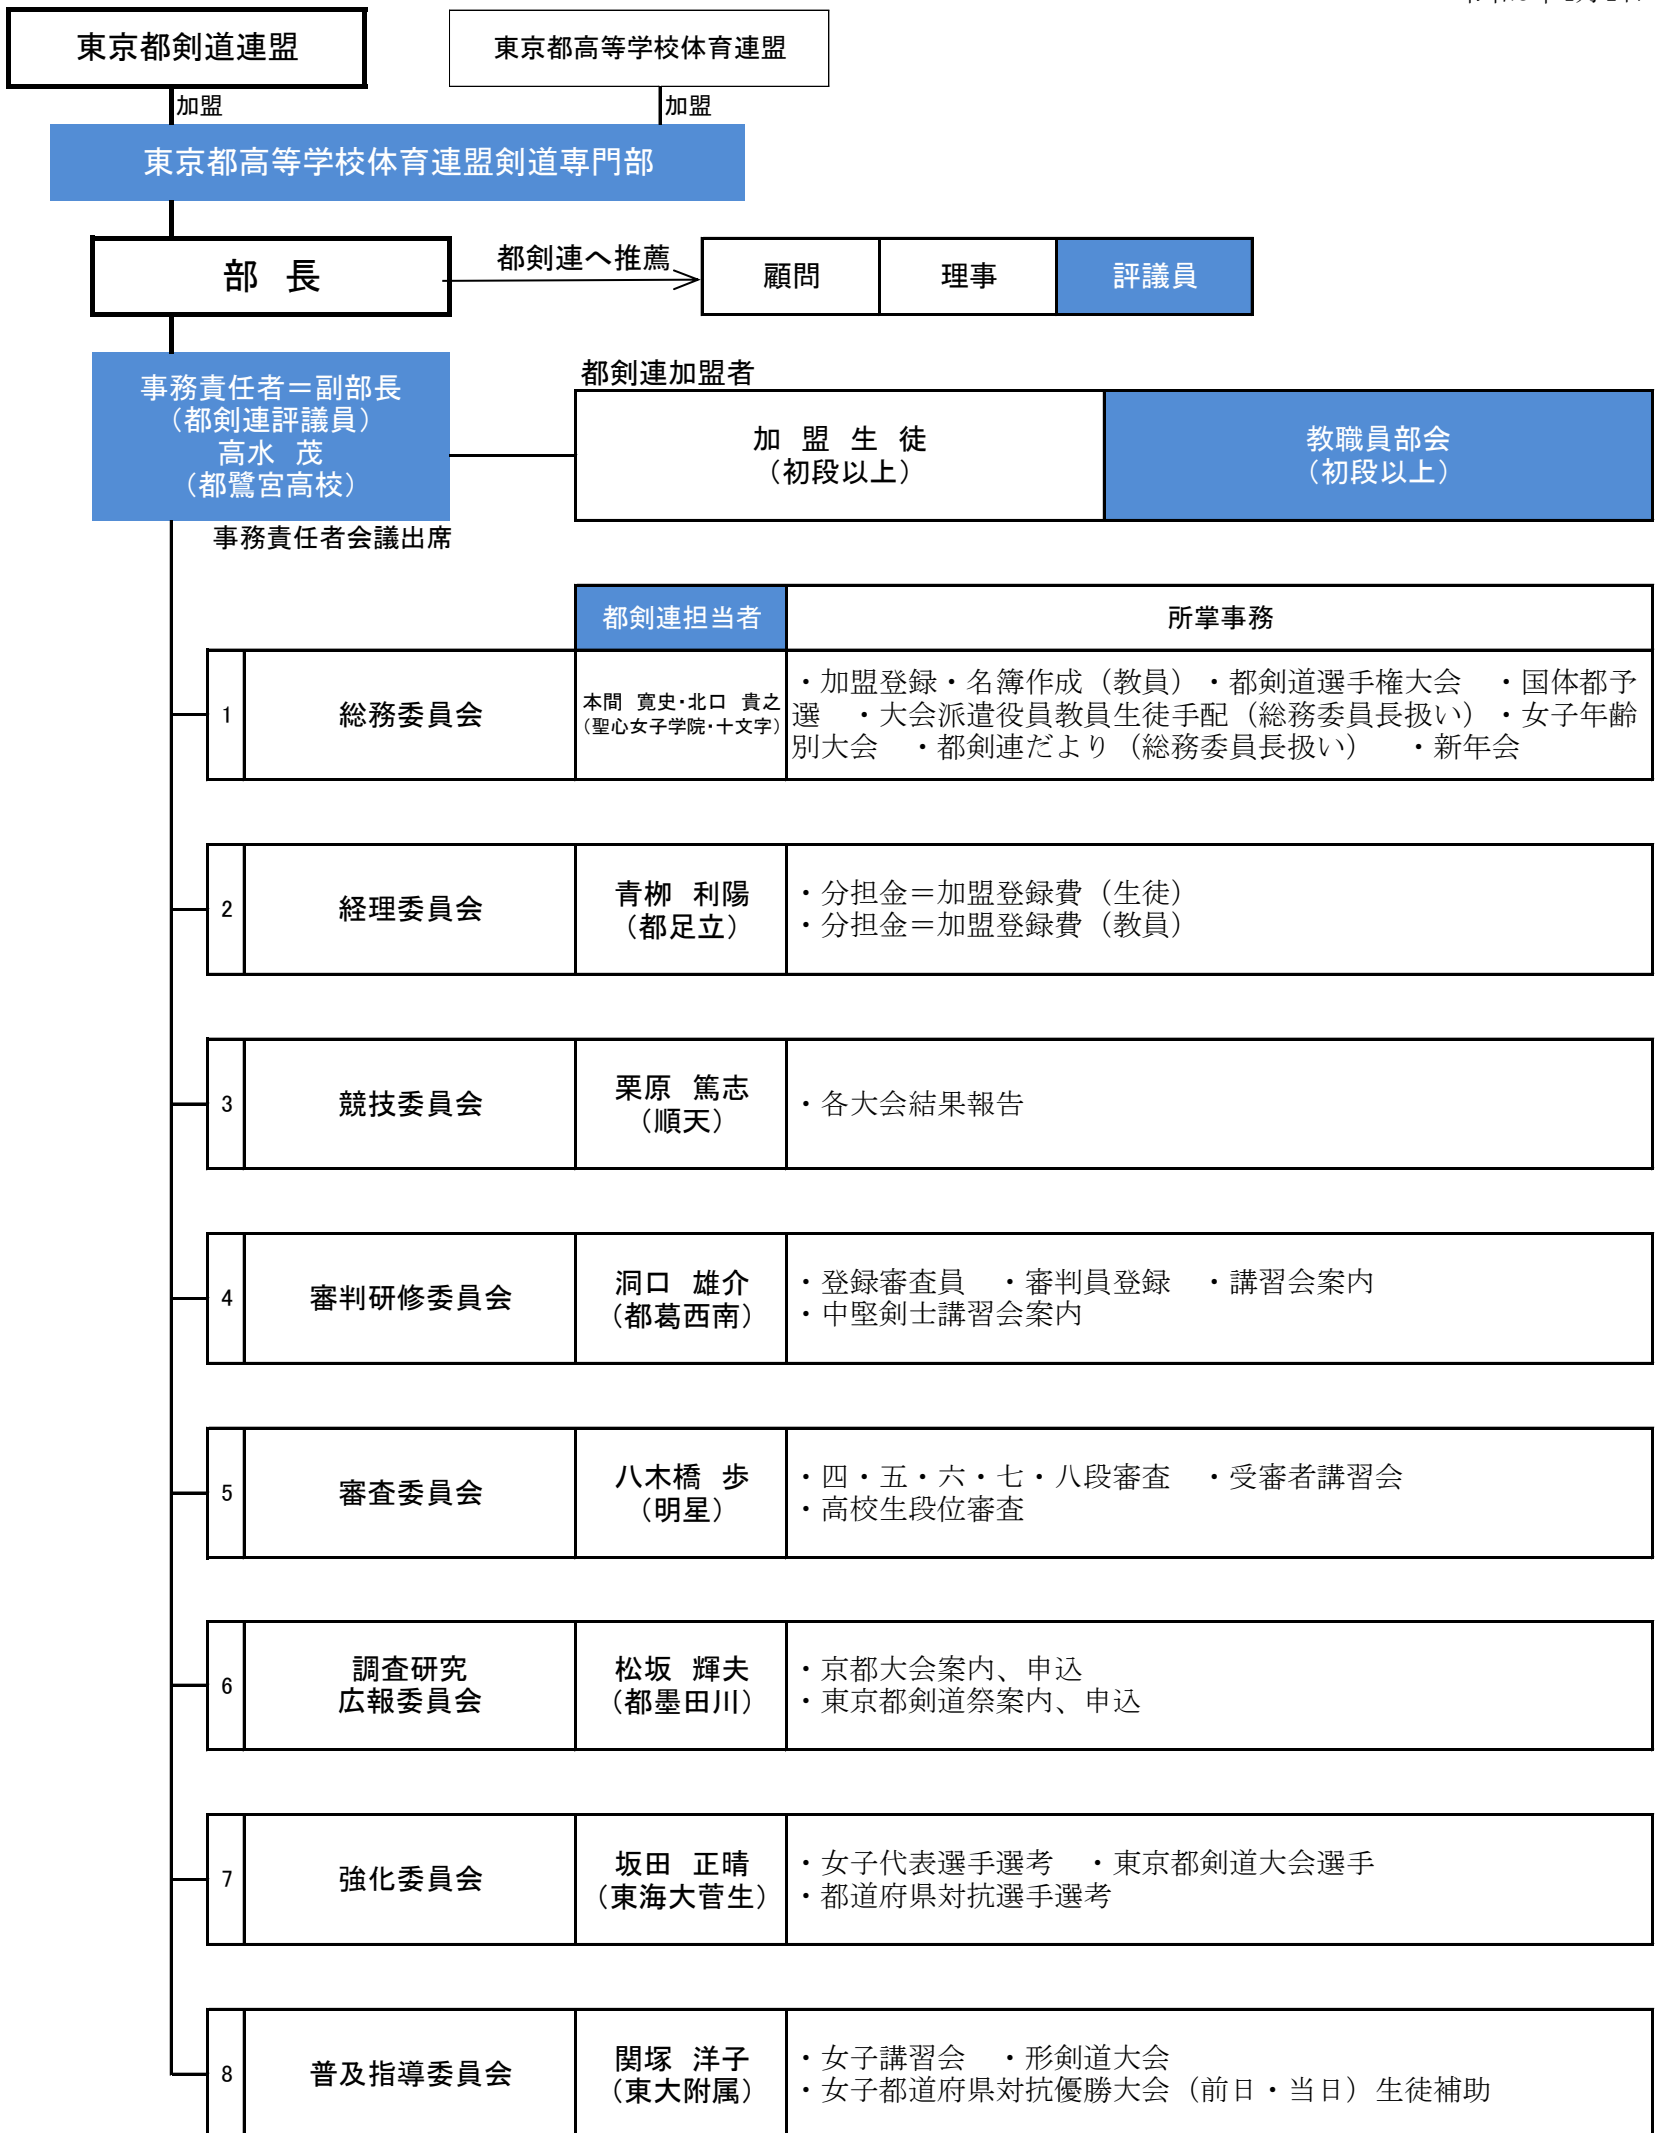 東京都剣道連盟
東京都高等学校体育連盟
加盟
加盟
東京都高等学校体育連盟剣道専門部
部 長
都剣連へ推薦
顧問
理事
評議員
事務責任者＝副部長
（都剣連評議員）
高水 茂
（都鷺宮高校）
都剣連加盟者
加 盟 生 徒
（初段以上）
教職員部会
（初段以上）
事務責任者会議出席
都剣連担当者
所掌事務
1
総務委員会
本間 寛史・北口 貴之
（聖心女子学院・十文字）
・加盟登録・名簿作成（教員）・都剣道選手権大会 ・国体都予
選 ・大会派遣役員教員生徒手配（総務委員長扱い）・女子年齢
別大会 ・都剣連だより（総務委員長扱い） ・新年会
2
経理委員会
青栁 利陽
（都足立）
・分担金＝加盟登録費（生徒）
・分担金＝加盟登録費（教員）
3
競技委員会
栗原 篤志
（順天）
・各大会結果報告
4
審判研修委員会
洞口 雄介
（都葛西南）
・登録審査員 ・審判員登録 ・講習会案内
・中堅剣士講習会案内
5
審査委員会
八木橋 歩
（明星）
・四・五・六・七・八段審査 ・受審者講習会
・高校生段位審査
6
調査研究
広報委員会
松坂 輝夫
（都墨田川）
・京都大会案内、申込
・東京都剣道祭案内、申込
7
強化委員会
坂田 正晴
（東海大菅生）
・女子代表選手選考 ・東京都剣道大会選手
・都道府県対抗選手選考
8
普及指導委員会
関塚 洋子
（東大附属）
・女子講習会 ・形剣道大会
・女子都道府県対抗優勝大会（前日・当日）生徒補助